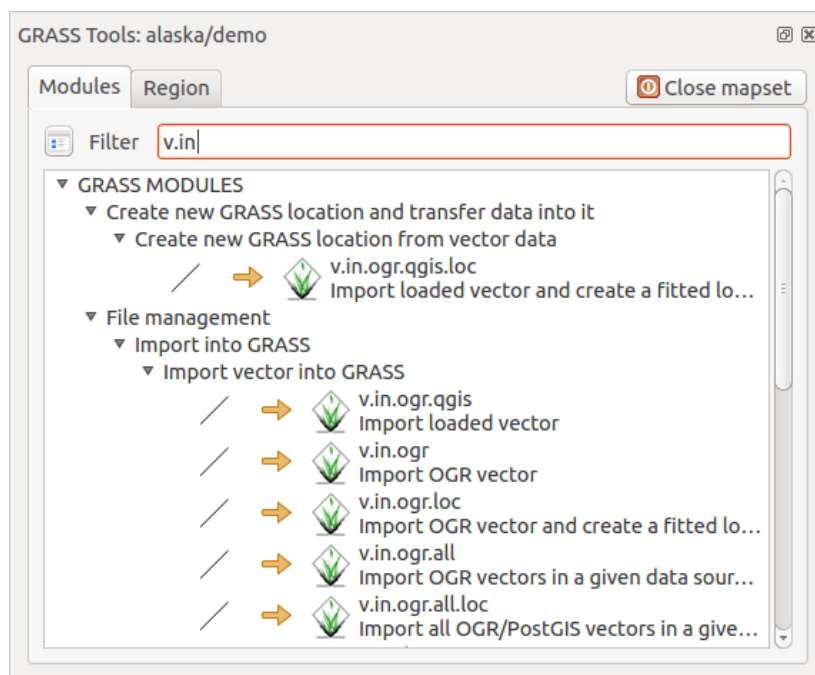 GRASS Tools: alaska/demo
Modules Region Close mapset
Filter v.in
GRASS MODULES
Create new GRASS location and transfer data into it
Create new GRASS location from vector data
v.in.ogr.qgis.loc
Import loaded vector and create a fitted lo...
File management
Import into GRASS
Import vector into GRASS
v.in.ogr.qgis
Import loaded vector
v.in.ogr
Import OGR vector
v.in.ogr.loc
Import OGR vector and create a fitted lo...
v.in.ogr.all
Import OGR vectors in a given data sour...
v.in.ogr.all.loc
Import all OGR/PostGIS vectors in a give...